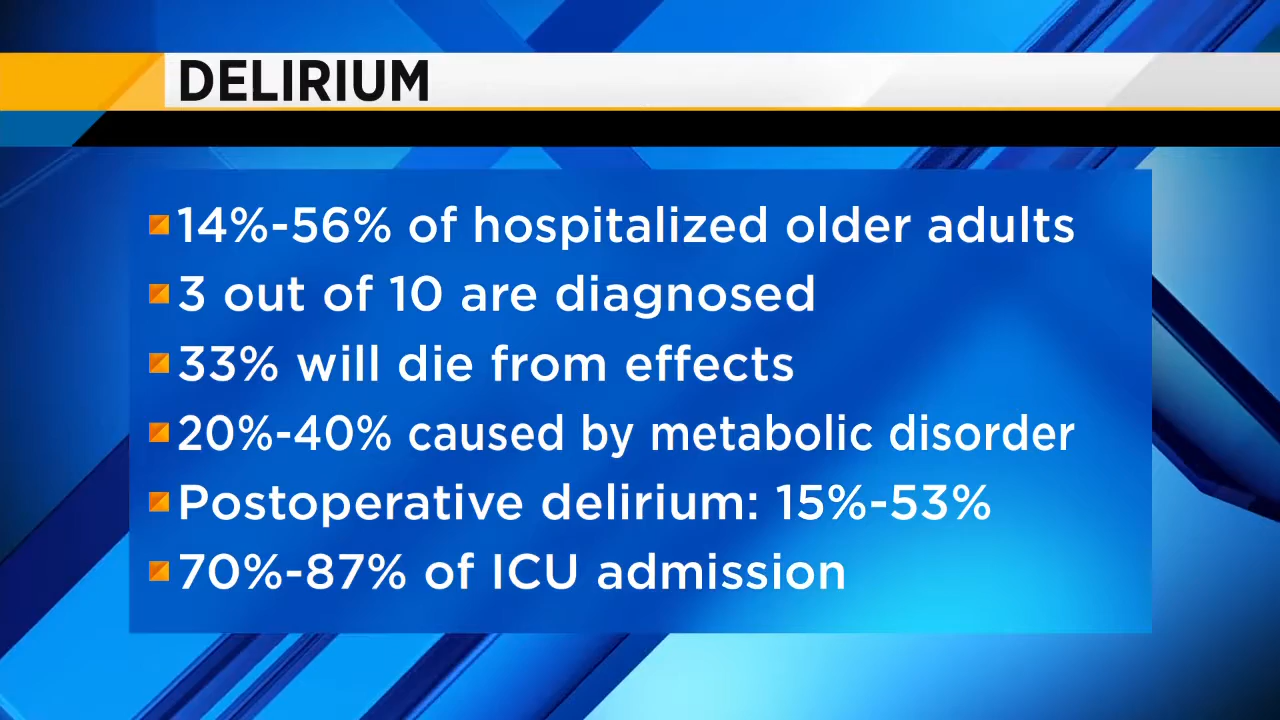 DELIRIUM
14%-56% of hospitalized older adults
3 out of 10 are diagnosed
33% will die from effects
20%-40% caused by metabolic disorder
Postoperative delirium: 15%-53%
70%-87% of ICU admission